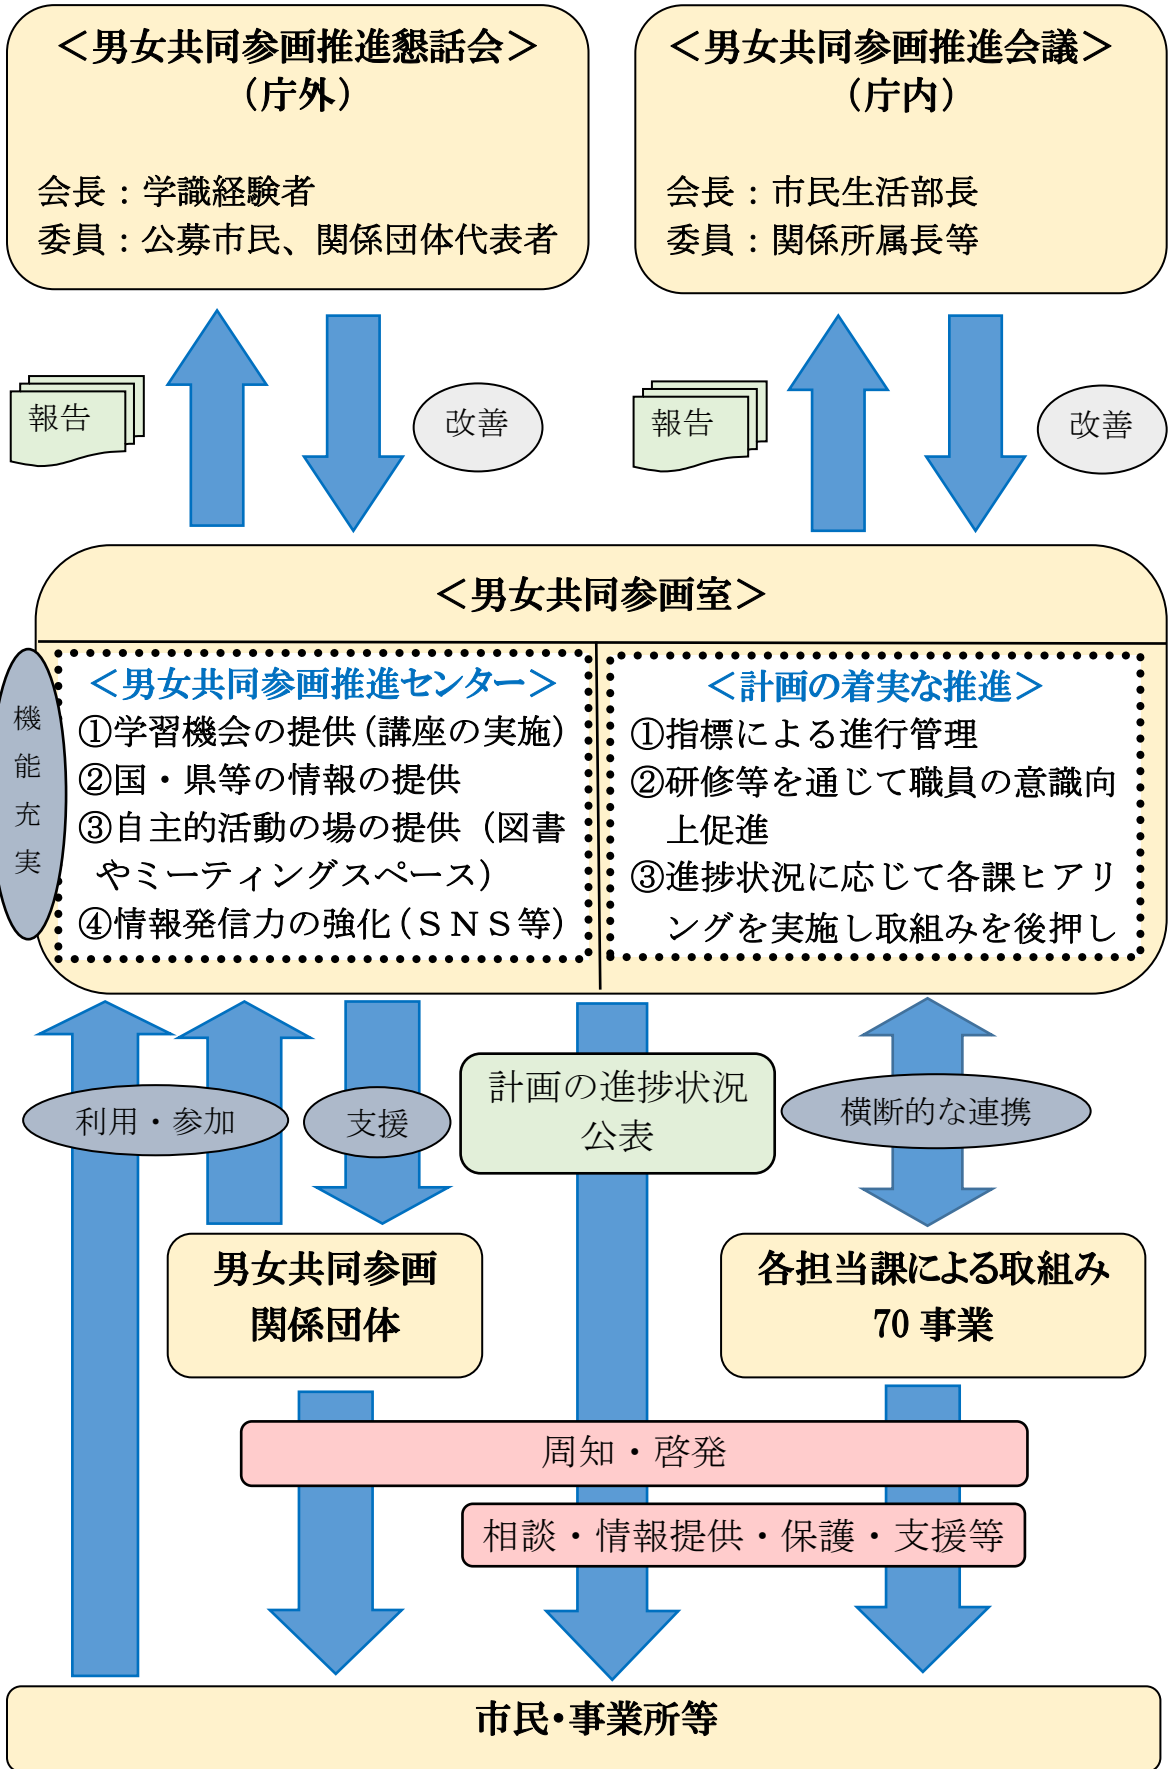 ＜男女共同参画推進懇話会＞
（庁外）
会長：学識経験者
委員：公募市民、関係団体代表者
＜男女共同参画推進会議＞
（庁内）
会長：市民生活部長
委員：関係所属長等
報告
改善
報告
改善
＜男女共同参画室＞
機能充実
＜男女共同参画推進センター＞
①学習機会の提供（講座の実施）
②国・県等の情報の提供
③自主的活動の場の提供（図書
やミーティングスペース）
④情報発信力の強化（ＳＮＳ等）
＜計画の着実な推進＞
①指標による進行管理
②研修等を通じて職員の意識向
上促進
③進捗状況に応じて各課ヒアリ
ングを実施し取組みを後押し
利用・参加
支援
計画の進捗状況
公表
横断的な連携
男女共同参画
関係団体
各担当課による取組み
70 事業
周知・啓発
相談・情報提供・保護・支援等
市民・事業所等